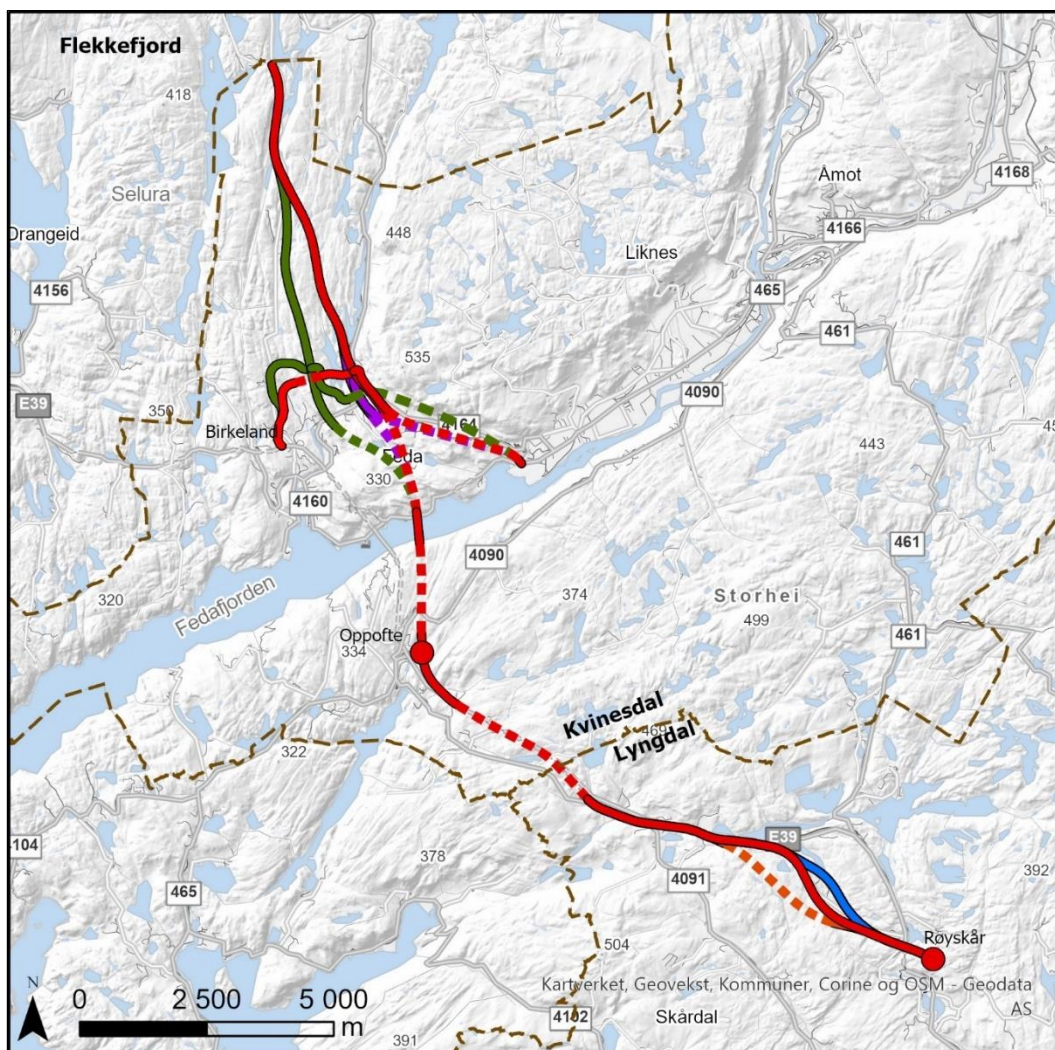 Flekkefjord
418
4168
Åmot
Selura
4166
448
Drangeid
Liknes
4156
465
461
535
E39
350
4090
4164
Birkeland
443
Feda
330
4160
4090
461
Fedafjorden
374
320
Storhei
499
461
Oppofte
334
Kvinesdal
469
Lyngdal
322
E39
104
378
392
4091
465
Røyskår
504
N
0 2 500 5 000
m
Kartverket, Geovekst, Kommuner, Corine og OSM - Geodata
AS
4102
Skårdal
391